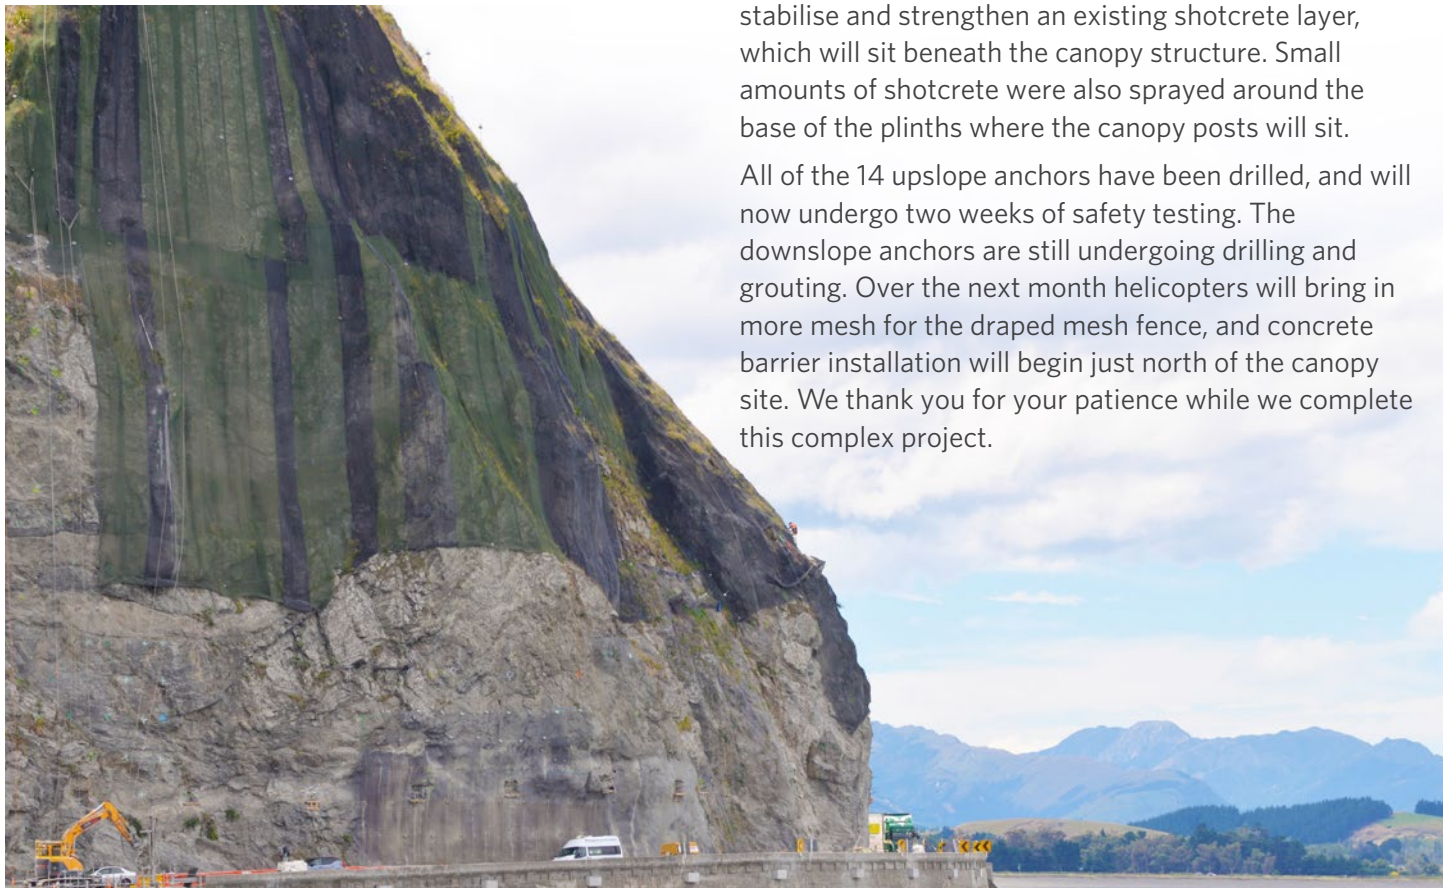 stabilise and strengthen an existing shotcrete layer,
which will sit beneath the canopy structure. Small
amounts of shotcrete were also sprayed around the
base of the plinths where the canopy posts will sit.
All of the 14 upslope anchors have been drilled, and will
now undergo two weeks of safety testing. The
downslope anchors are still undergoing drilling and
grouting. Over the next month helicopters will bring in
more mesh for the draped mesh fence, and concrete
barrier installation will begin just north of the canopy
site. We thank you for your patience while we complete
this complex project.